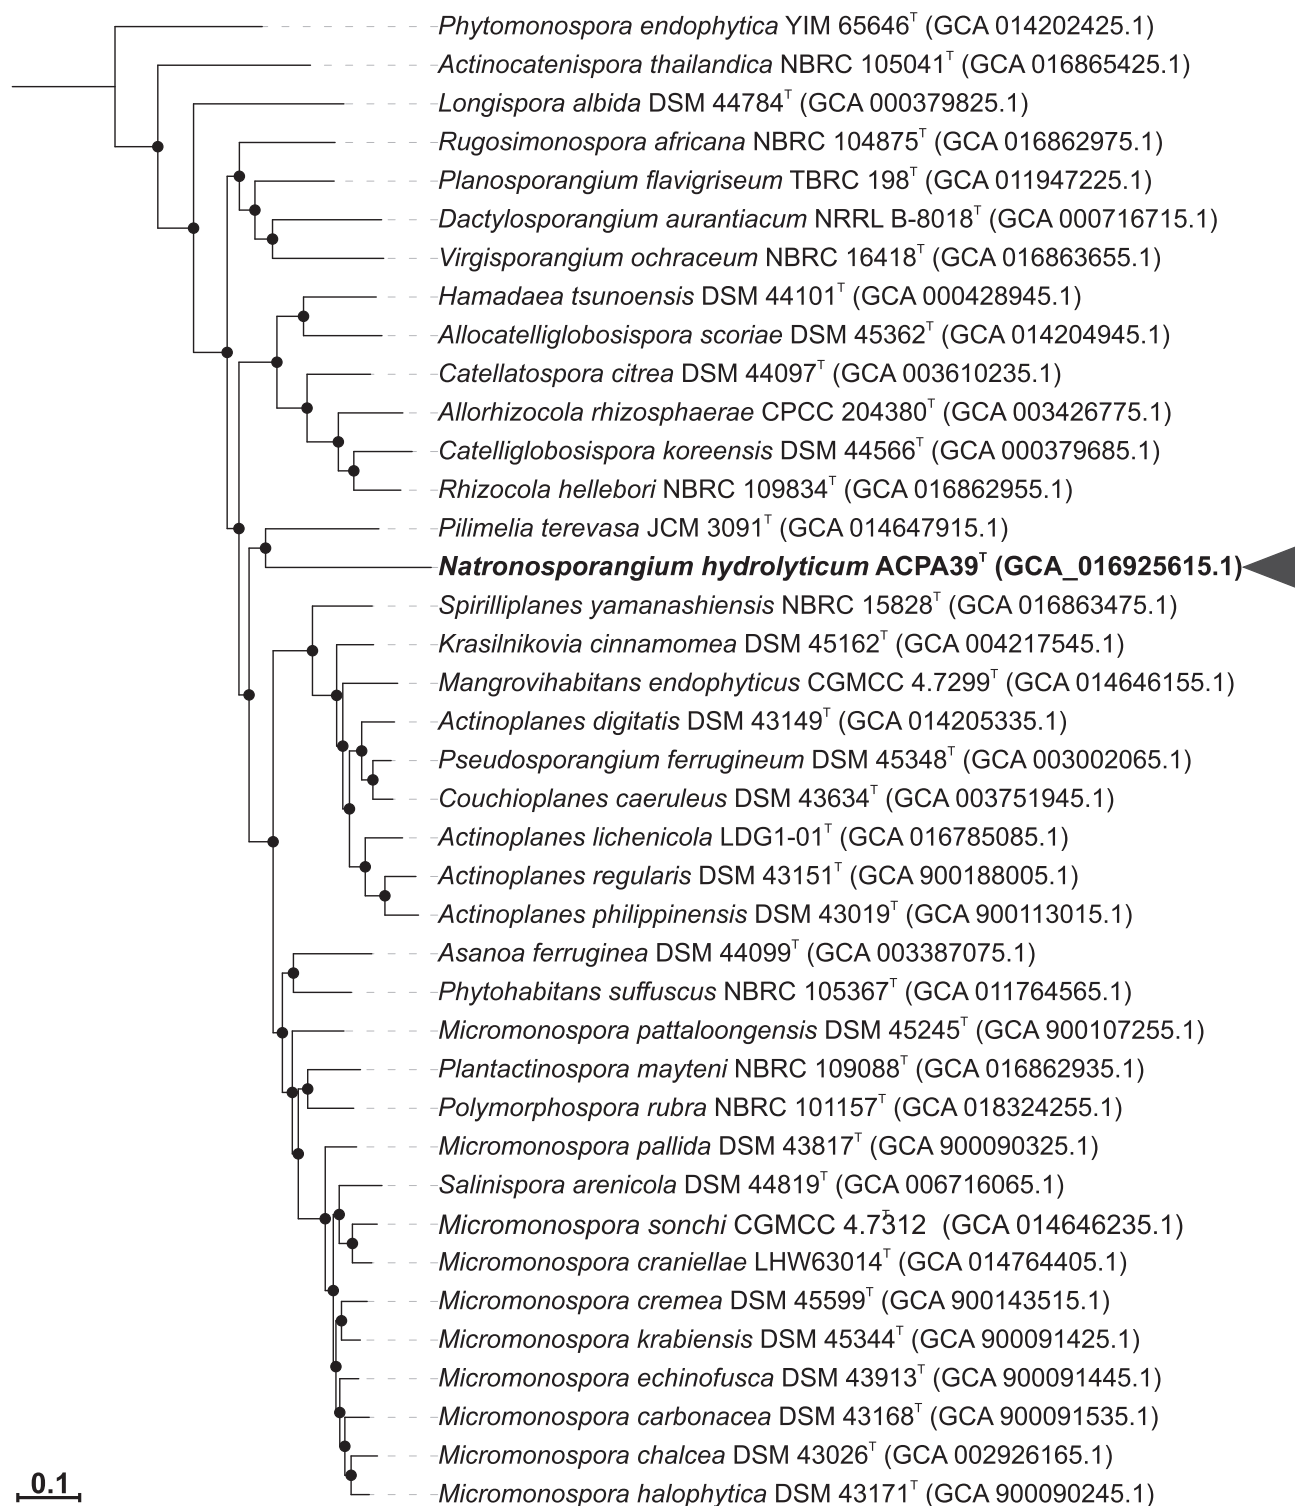 Phytomonospora endophytica YIM 65646ᵀ (GCA 014202425.1)
Actinocatenispora thailandica NBRC 105041ᵀ (GCA 016865425.1)
Longispora albida DSM 44784ᵀ (GCA 000379825.1)
Rugosimonospora africana NBRC 104875ᵀ (GCA 016862975.1)
Planosporangium flavigriseum TBRC 198ᵀ (GCA 011947225.1)
Dactylosporangium aurantiacum NRRL B-8018ᵀ (GCA 000716715.1)
Virgisporangium ochraceum NBRC 16418ᵀ (GCA 016863655.1)
Hamadaea tsunoensis DSM 44101ᵀ (GCA 000428945.1)
Allocatelliglobosispora scoriae DSM 45362ᵀ (GCA 014204945.1)
Catellatospora citrea DSM 44097ᵀ (GCA 003610235.1)
Allorhizocola rhizosphaerae CPCC 204380ᵀ (GCA 003426775.1)
Catelliglobosispora koreensis DSM 44566ᵀ (GCA 000379685.1)
Rhizocola hellebori NBRC 109834ᵀ (GCA 016862955.1)
Pilimelia terevasa JCM 3091ᵀ (GCA 014647915.1)
Natronosporangium hydrolyticum ACPA39ᵀ (GCA_016925615.1)
Spirilliplanes yamanashiensis NBRC 15828ᵀ (GCA 016863475.1)
Krasilnikovia cinnamomea DSM 45162ᵀ (GCA 004217545.1)
Mangrovihabitans endophyticus CGMCC 4.7299ᵀ (GCA 014646155.1)
Actinoplanes digitatis DSM 43149ᵀ (GCA 014205335.1)
Pseudosporangium ferrugineum DSM 45348ᵀ (GCA 003002065.1)
Couchioplanes caeruleus DSM 43634ᵀ (GCA 003751945.1)
Actinoplanes lichenicola LDG1-01ᵀ (GCA 016785085.1)
Actinoplanes regularis DSM 43151ᵀ (GCA 900188005.1)
Actinoplanes philippinensis DSM 43019ᵀ (GCA 900113015.1)
Asanoa ferruginea DSM 44099ᵀ (GCA 003387075.1)
Phytohabitans suffuscus NBRC 105367ᵀ (GCA 011764565.1)
Micromonospora pattaloongensis DSM 45245ᵀ (GCA 900107255.1)
Plantactinospora mayteni NBRC 109088ᵀ (GCA 016862935.1)
Polymorphospora rubra NBRC 101157ᵀ (GCA 018324255.1)
Micromonospora pallida DSM 43817ᵀ (GCA 900090325.1)
Salinispora arenicola DSM 44819ᵀ (GCA 006716065.1)
Micromonospora sonchi CGMCC 4.7312ᵀ (GCA 014646235.1)
Micromonospora craniellae LHW63014ᵀ (GCA 014764405.1)
Micromonospora cremea DSM 45599ᵀ (GCA 900143515.1)
Micromonospora krabiensis DSM 45344ᵀ (GCA 900091425.1)
Micromonospora echinofusca DSM 43913ᵀ (GCA 900091445.1)
Micromonospora carbonacea DSM 43168ᵀ (GCA 900091535.1)
Micromonospora chalcea DSM 43026ᵀ (GCA 002926165.1)
Micromonospora halophytica DSM 43171ᵀ (GCA 900090245.1)
0.1